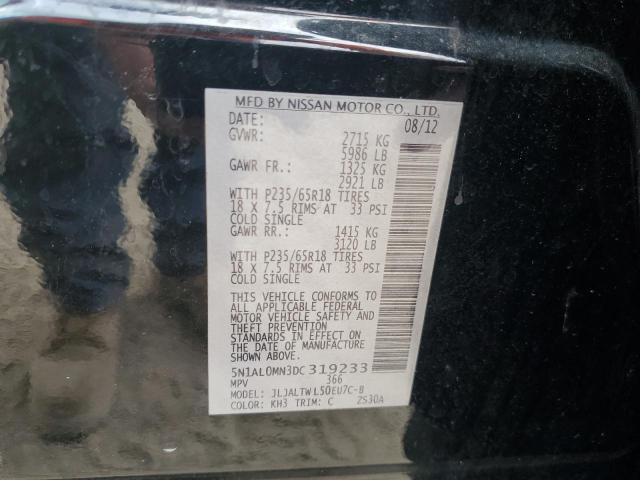 MFD BY NISSAN MOTOR CO., LTD.
DATE: 08/12
GVWR: 2715 KG
5986 LB
GAWR FR.: 1325 KG
2921 LB
WITH P235/65R18 TIRES
18 X 7.5 RIMS AT 33 PSI
COLD SINGLE
GAWR RR.: 1415 KG
3120 LB
WITH P235/65R18 TIRES
18 X 7.5 RIMS AT 33 PSI
COLD SINGLE
THIS VEHICLE CONFORMS TO
ALL APPLICABLE FEDERAL
MOTOR VEHICLE SAFETY AND
THEFT PREVENTION
STANDARDS IN EFFECT ON
THE DATE OF MANUFACTURE
SHOWN ABOVE.
5N1AL0MN3DC 319233
MPV 366
JLJALTWL50EU7C-B
COLOR: KH3 TRIM: C ZS30A